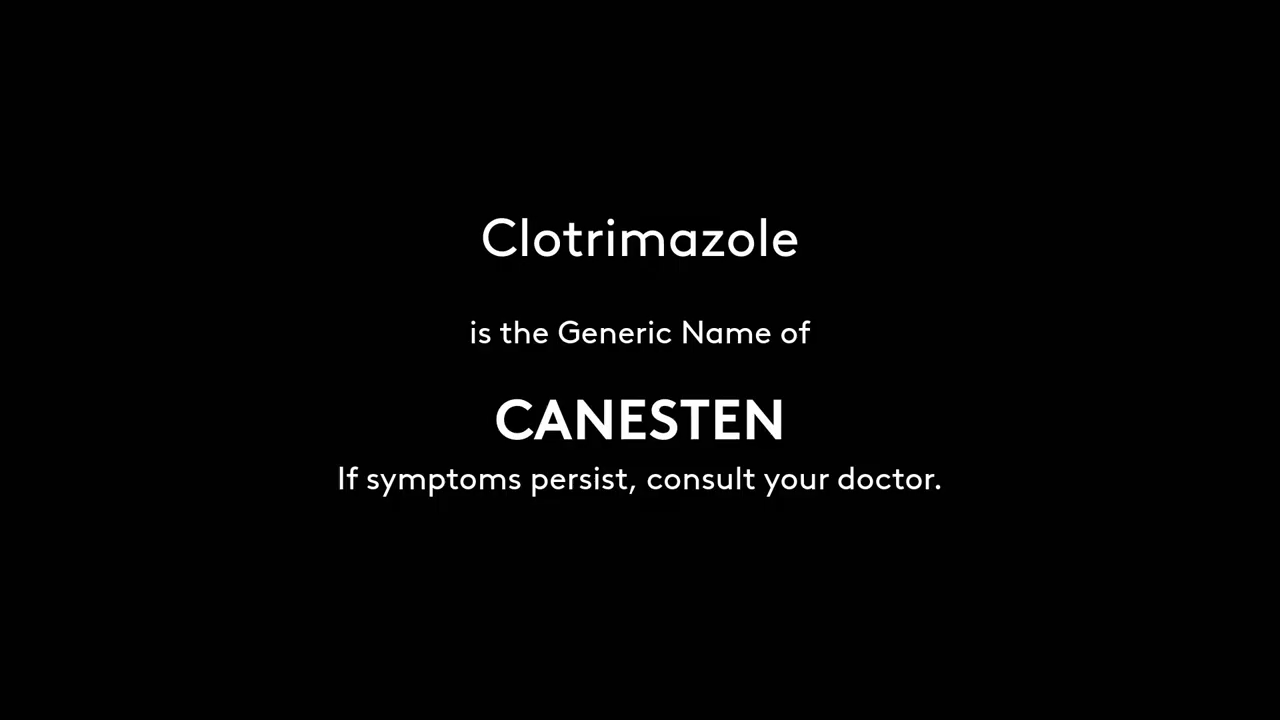 Clotrimazole
is the Generic Name of
CANESTEN
If symptoms persist, consult your doctor.